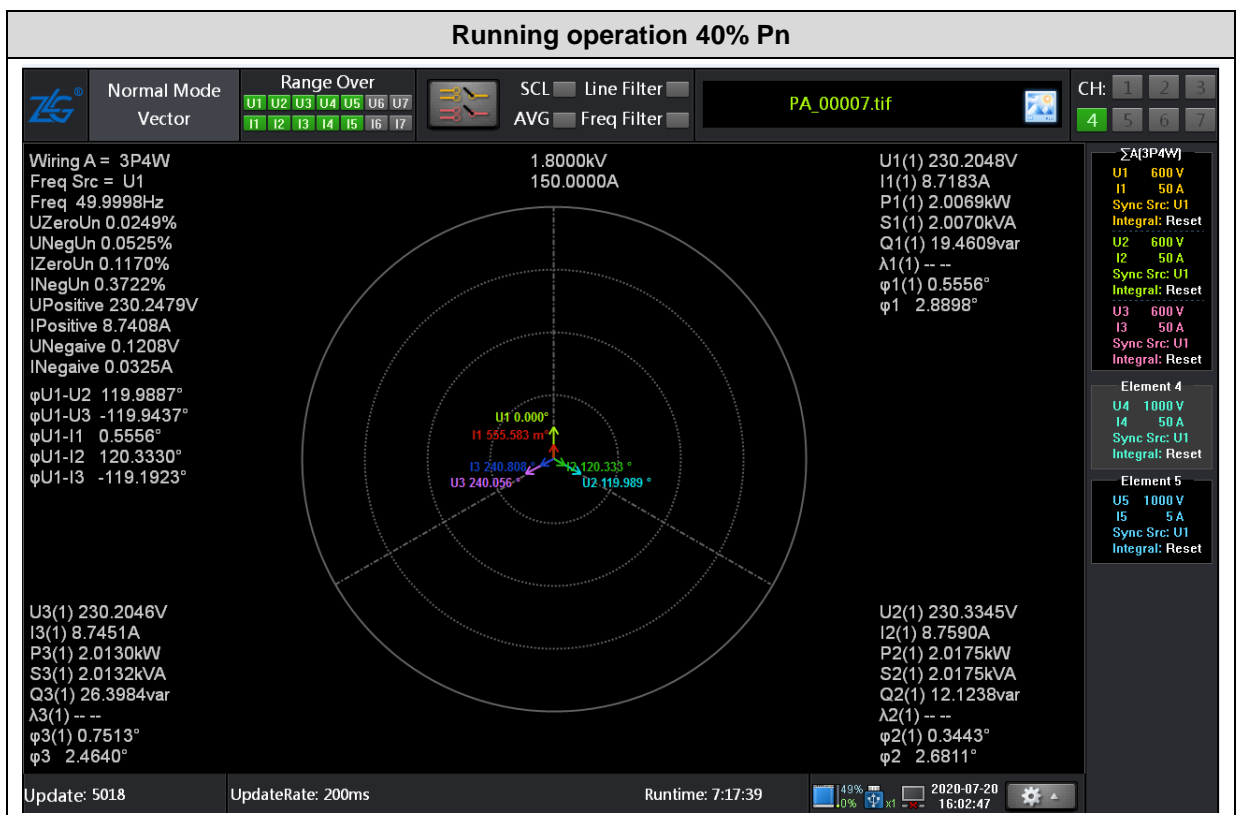 Running operation 40% Pn
ZLG®
Normal Mode
Vector
Range Over
U1 U2 U3 U4 U5 U6 U7
I1 I2 I3 I4 I5 I6 I7
SCL Line Filter
AVG Freq Filter
PA_00007.tif
CH: 1 2 3
4 5 6 7
Wiring A = 3P4W
Freq Src = U1
Freq 49.9998Hz
UZeroUn 0.0249%
UNegUn 0.0525%
IZeroUn 0.1170%
INegUn 0.3722%
UPositive 230.2479V
IPositive 8.7408A
UNegaive 0.1208V
INegaive 0.0325A
φU1-U2 119.9887°
φU1-U3 -119.9437°
φU1-I1 0.5556°
φU1-I2 120.3330°
φU1-I3 -119.1923°
1.8000kV
150.0000A
U1 0.000°
I1 555.583 m°
I3 240.808 °
I2 120.333 °
U3 240.056 °
U2 119.989 °
U1(1) 230.2048V
I1(1) 8.7183A
P1(1) 2.0069kW
S1(1) 2.0070kVA
Q1(1) 19.4609var
λ1(1) -- --
φ1(1) 0.5556°
φ1 2.8898°
U3(1) 230.2046V
I3(1) 8.7451A
P3(1) 2.0130kW
S3(1) 2.0132kVA
Q3(1) 26.3984var
λ3(1) -- --
φ3(1) 0.7513°
φ3 2.4640°
U2(1) 230.3345V
I2(1) 8.7590A
P2(1) 2.0175kW
S2(1) 2.0175kVA
Q2(1) 12.1238var
λ2(1) -- --
φ2(1) 0.3443°
φ2 2.6811°
∑A(3P4W)
U1 600 V
I1 50 A
Sync Src: U1
Integral: Reset
U2 600 V
I2 50 A
Sync Src: U1
Integral: Reset
U3 600 V
I3 50 A
Sync Src: U1
Integral: Reset
Element 4
U4 1000 V
I4 50 A
Sync Src: U1
Integral: Reset
Element 5
U5 1000 V
I5 5 A
Sync Src: U1
Integral: Reset
Update: 5018
UpdateRate: 200ms
Runtime: 7:17:39
49%
0%
x1
2020-07-20
16:02:47